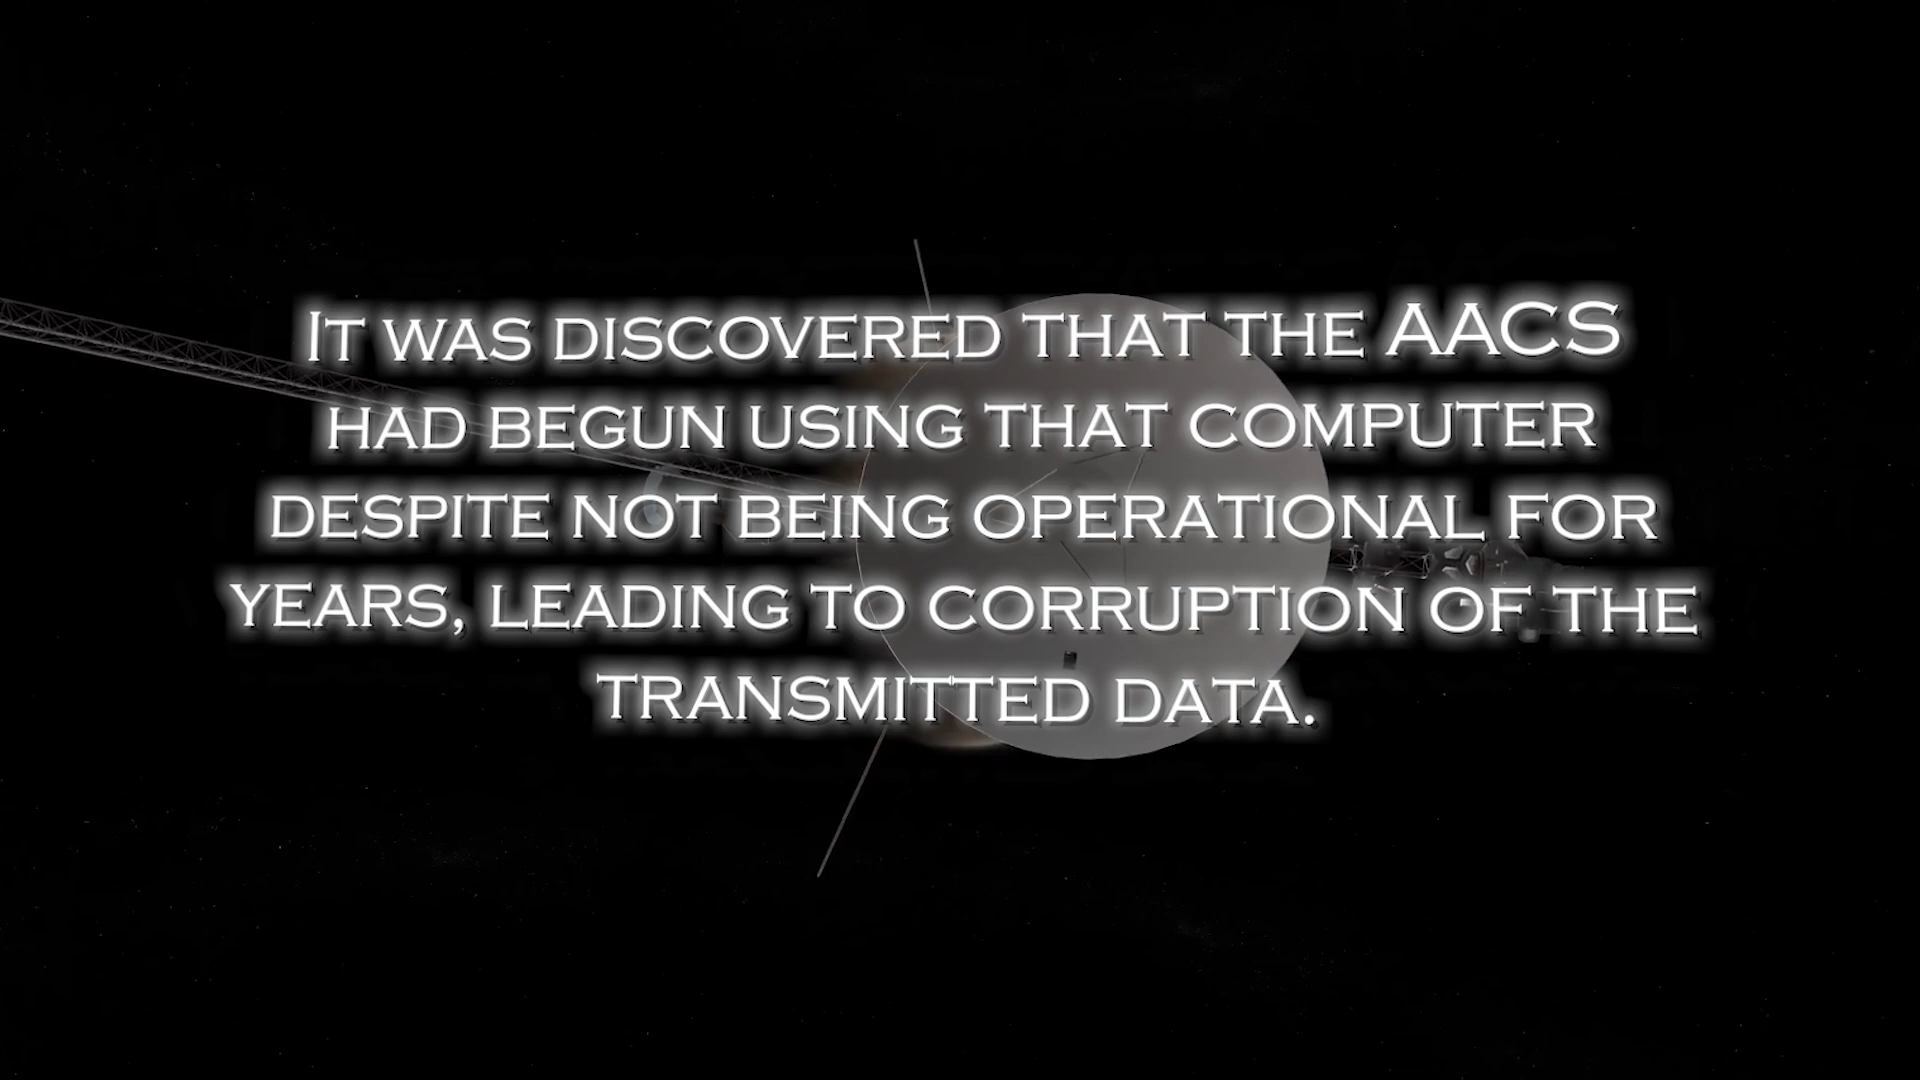 It was discovered that the AACS
had begun using that computer
despite not being operational for
years, leading to corruption of the
transmitted data.